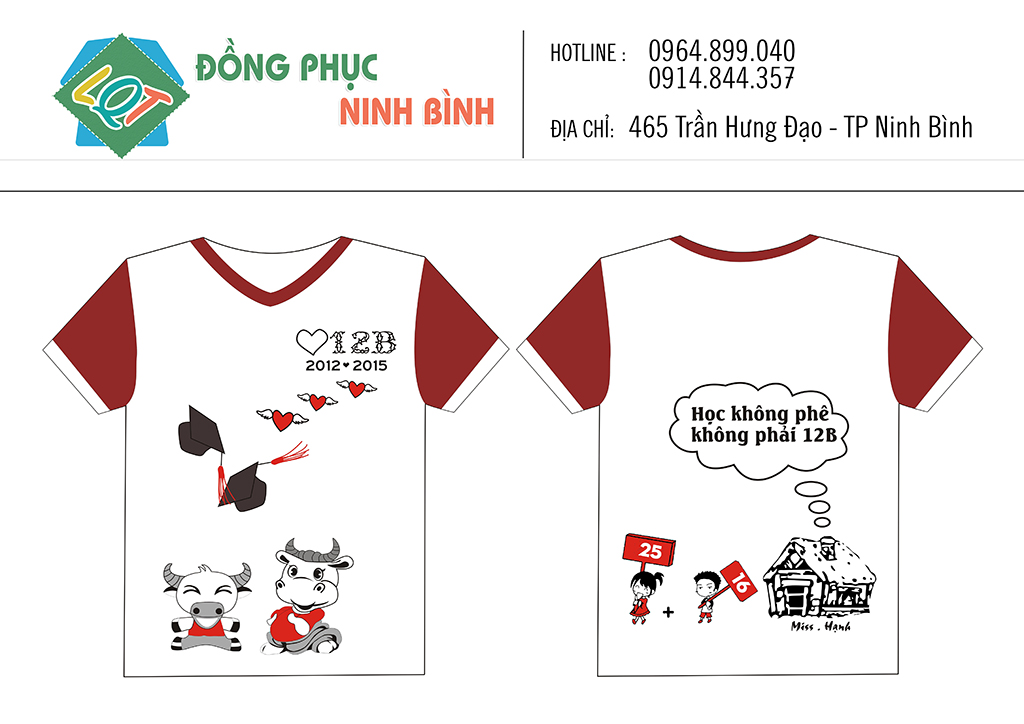 LQT
ĐỒNG PHỤC
NINH BÌNH
HOTLINE : 0964.899.040
0914.844.357
ĐỊA CHỈ: 465 Trần Hưng Đạo - TP Ninh Bình
12B
2012 ♥ 2015
Học không phê
không phải 12B
25
+
16
Miss . Hạnh